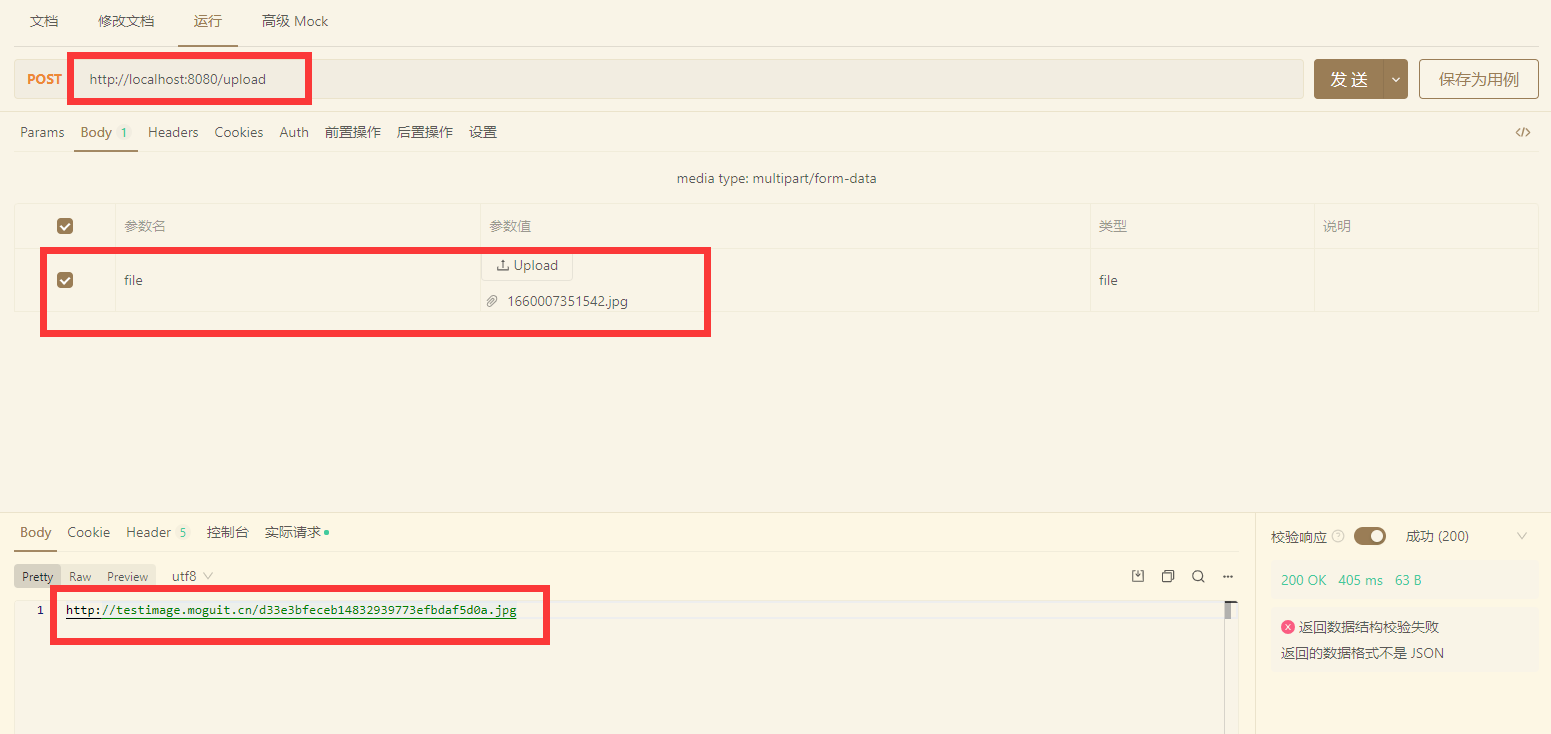 文档 修改文档 运行 高级 Mock
POST http://localhost:8080/upload 发 送 保存为用例
Params Body 1 Headers Cookies Auth 前置操作 后置操作 设置 </>
media type: multipart/form-data
参数名 参数值 类型 说明
file Upload file
1660007351542.jpg
Body Cookie Header 5 控制台 实际请求
校验响应 ? 成功 (200)
Pretty Raw Preview utf8
200 OK 405 ms 63 B
1 http://testimage.moguit.cn/d33e3bfeceb14832939773efbdaf5d0a.jpg
返回数据结构校验失败
返回的数据格式不是 JSON